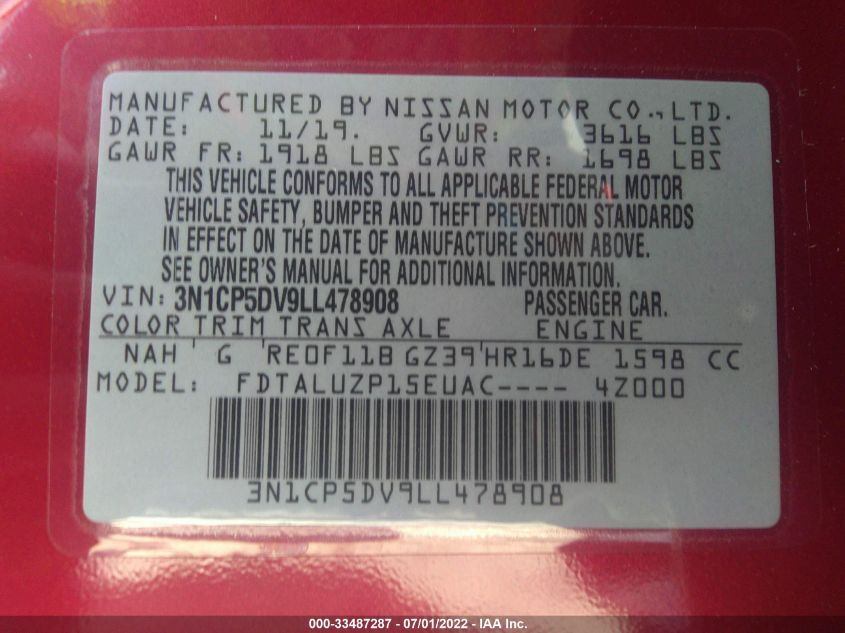 MANUFACTURED BY NISSAN MOTOR CO., LTD.
DATE: 11/19. GVWR: 3616 LBS
GAWR FR: 1918 LBS GAWR RR: 1698 LBS
THIS VEHICLE CONFORMS TO ALL APPLICABLE FEDERAL MOTOR
VEHICLE SAFETY, BUMPER AND THEFT PREVENTION STANDARDS
IN EFFECT ON THE DATE OF MANUFACTURE SHOWN ABOVE.
SEE OWNER'S MANUAL FOR ADDITIONAL INFORMATION.
VIN: 3N1CP5DV9LL478908 PASSENGER CAR.
COLOR TRIM TRANS AXLE ENGINE
NAH G RE0F11B GZ39 HR16DE 1598 CC
MODEL: FDTALUZP15EUAC---- 4Z000
3N1CP5DV9LL478908
000-33487287 - 07/01/2022 - IAA Inc.